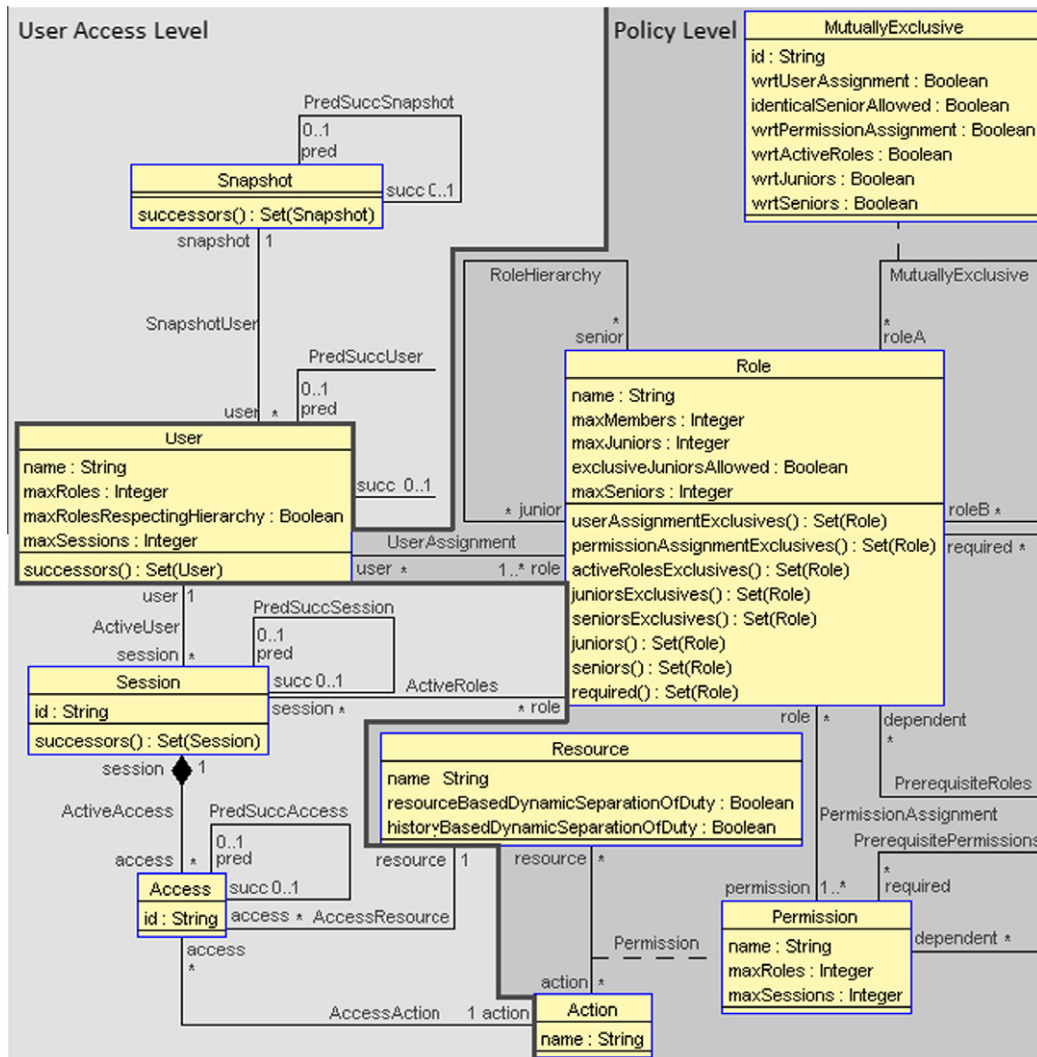 User Access Level
Policy Level
MutuallyExclusive
id : String
wrtUserAssignment : Boolean
identicalSeniorAllowed : Boolean
wrtPermissionAssignment : Boolean
wrtActiveRoles : Boolean
wrtJuniors : Boolean
wrtSeniors : Boolean
PredSuccSnapshot
0..1
pred
Snapshot
succ 0..1
successors() : Set(Snapshot)
snapshot 1
RoleHierarchy
MutuallyExclusive
SnapshotUser
*
senior
*
roleA
PredSuccUser
0..1
pred
user *
Role
name : String
maxMembers : Integer
maxJuniors : Integer
exclusiveJuniorsAllowed : Boolean
maxSeniors : Integer
userAssignmentExclusives() : Set(Role)
permissionAssignmentExclusives() : Set(Role)
activeRolesExclusives() : Set(Role)
juniorsExclusives() : Set(Role)
seniorsExclusives() : Set(Role)
juniors() : Set(Role)
seniors() : Set(Role)
required() : Set(Role)
User
name : String
maxRoles : Integer
maxRolesRespectingHierarchy : Boolean
maxSessions : Integer
successors() : Set(User)
succ 0..1
* junior
roleB *
required *
UserAssignment
user *
1..* role
user 1
ActiveUser
session *
PredSuccSession
0..1
pred
succ 0..1
Session
id : String
successors() : Set(Session)
ActiveRoles
session *
* role
session 1
role *
dependent
*
PrerequisiteRoles
Resource
name String
resourceBasedDynamicSeparationOfDuty : Boolean
historyBasedDynamicSeparationOfDuty : Boolean
ActiveAccess
PredSuccAccess
0..1
pred
succ 0..1
access *
PermissionAssignment
PrerequisitePermissions
*
required
resource 1
resource *
Access
id : String
access * AccessResource
permission 1..*
Permission
name : String
maxRoles : Integer
maxSessions : Integer
dependent *
Permission
access
*
action *
AccessAction
1 action
Action
name : String